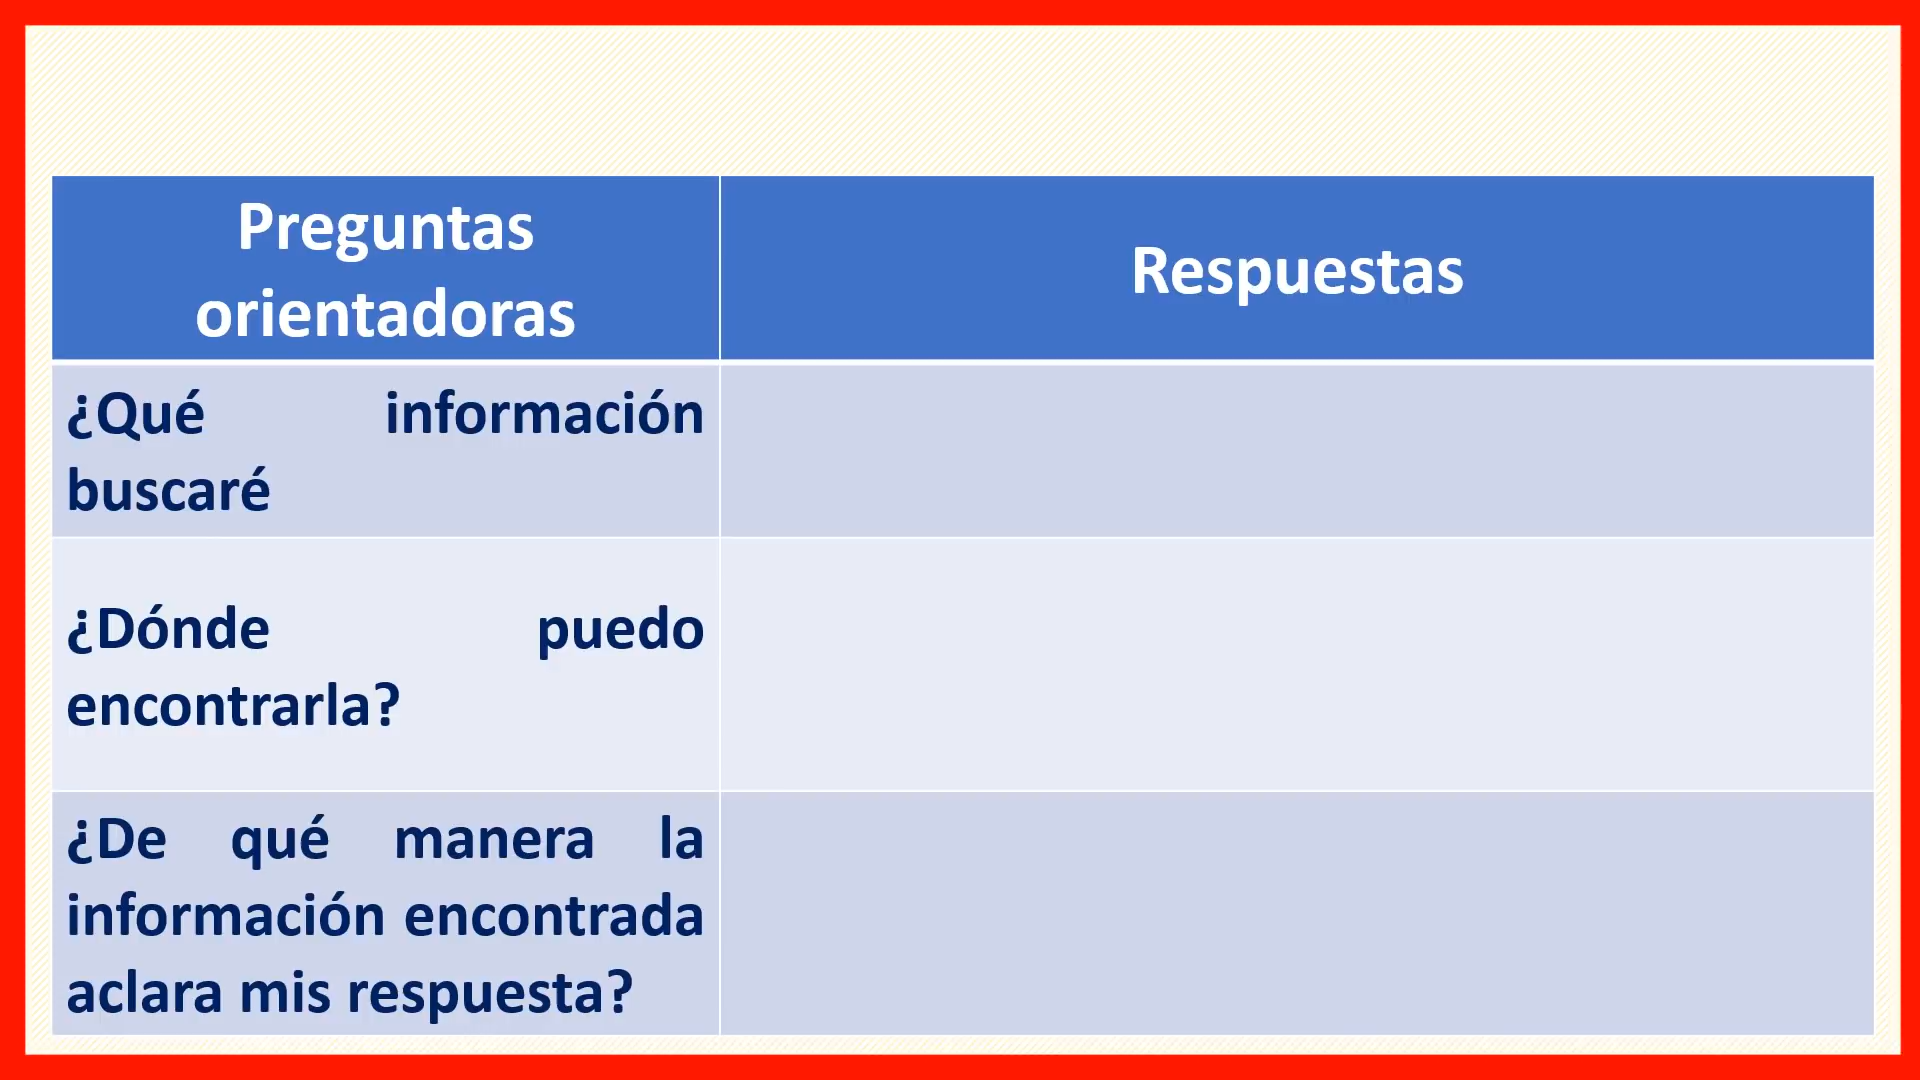 Preguntas
orientadoras
Respuestas
¿Qué información
buscaré
¿Dónde puedo
encontrarla?
¿De qué manera la
información encontrada
aclara mis respuesta?